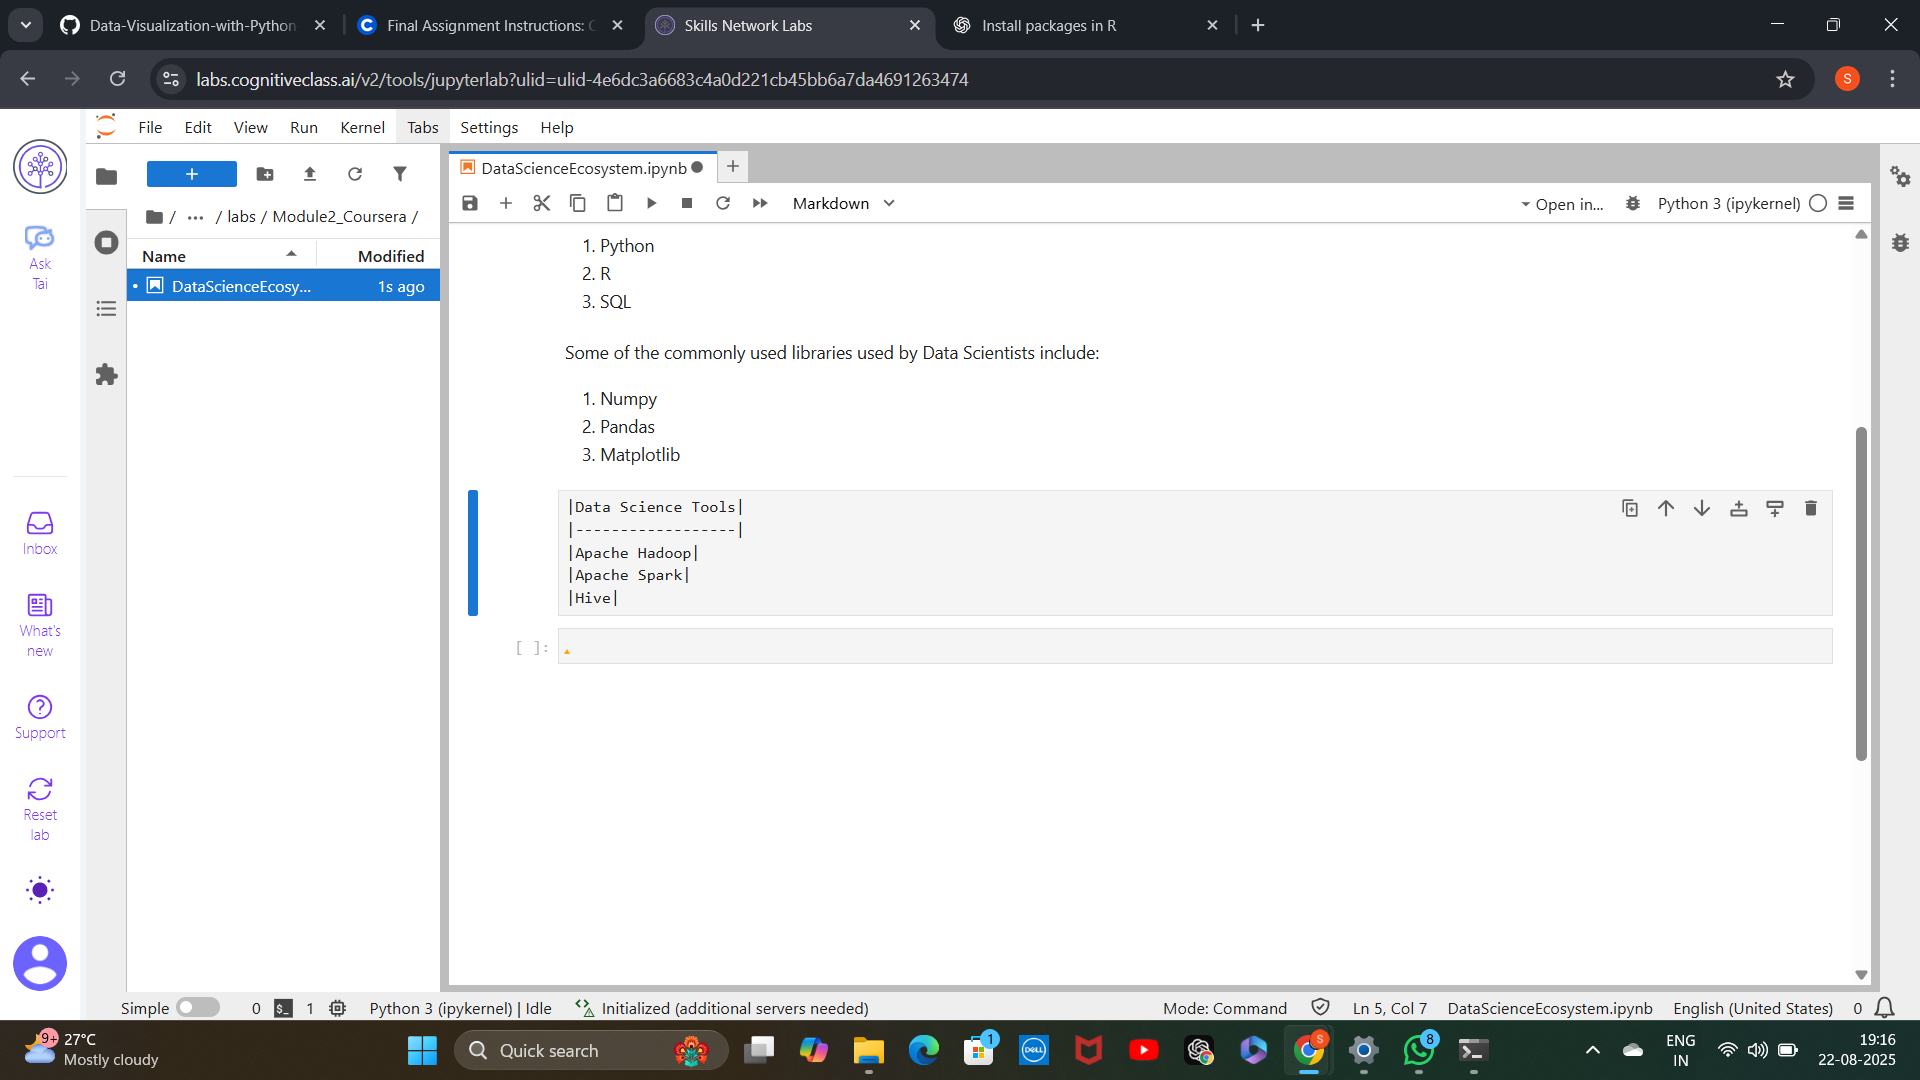 Data-Visualization-with-Python
Final Assignment Instructions: C
Skills Network Labs
Install packages in R
labs.cognitiveclass.ai/v2/tools/jupyterlab?ulid=ulid-4e6dc3a6683c4a0d221cb45bb6a7da4691263474
S
File Edit View Run Kernel Tabs Settings Help
Ask
Tai
Inbox
What's
new
Support
Reset
lab
/ ... / labs / Module2_Coursera /
Name Modified
DataScienceEcosy... 1s ago
DataScienceEcosystem.ipynb
Markdown
Open in...
Python 3 (ipykernel)
1. Python
2. R
3. SQL
Some of the commonly used libraries used by Data Scientists include:
1. Numpy
2. Pandas
3. Matplotlib
|Data Science Tools|
|------------------|
|Apache Hadoop|
|Apache Spark|
|Hive|
[ ]:
Simple 0 $_ 1 Python 3 (ipykernel) | Idle Initialized (additional servers needed) Mode: Command Ln 5, Col 7 DataScienceEcosystem.ipynb English (United States) 0
9+
27°C
Mostly cloudy
Quick search
1
DELL
S
8
ENG
IN
19:16
22-08-2025